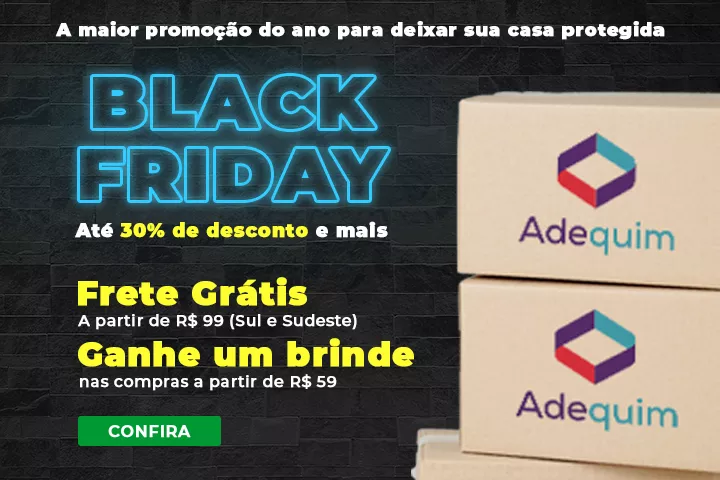 A maior promoção do ano para deixar sua casa protegida
BLACK
FRIDAY
Até 30% de desconto e mais
Frete Grátis
A partir de R$ 99 (Sul e Sudeste)
Ganhe um brinde
nas compras a partir de R$ 59
CONFIRA
Adequim
Adequim